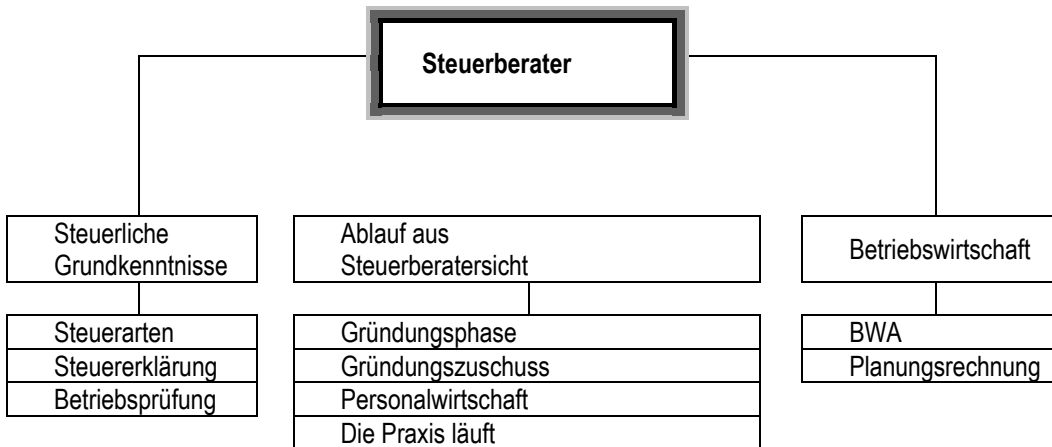 Steuerberater
Steuerliche
Grundkenntnisse
Steuerarten
Steuererklärung
Betriebsprüfung
Ablauf aus
Steuerberatersicht
Gründungsphase
Gründungszuschuss
Personalwirtschaft
Die Praxis läuft
Betriebswirtschaft
BWA
Planungsrechnung